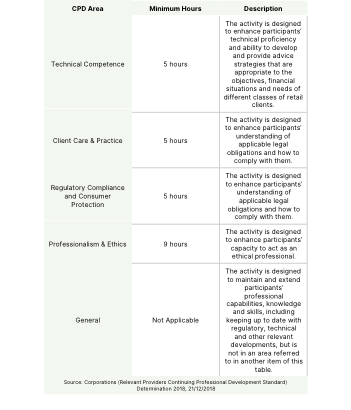 CPD Area Minimum Hours Description
Technical Competence 5 hours
The activity is designed
to enhance participants'
technical proficiency
and ability to develop
and provide advice
strategies that are
appropriate to the
objectives, financial
situations and needs of
different classes of retail
clients.
Client Care & Practice 5 hours
The activity is designed
to enhance participants'
understanding of
applicable legal
obligations and how to
comply with them.
Regulatory Compliance
and Consumer
Protection
5 hours
The activity is designed
to enhance participants'
understanding of
applicable legal
obligations and how to
comply with them.
Professionalism & Ethics 9 hours
The activity is designed
to enhance participants'
capacity to act as an
ethical professional.
General Not Applicable
The activity is designed
to maintain and extend
participants'
professional
capabilities, knowledge
and skills, including
keeping up to date with
regulatory, technical
and other relevant
developments, but is
not in an area referred
to in another item of this
table.
Source: Corporations (Relevant Providers Continuing Professional Development Standard)
Determination 2018, 21/12/2018